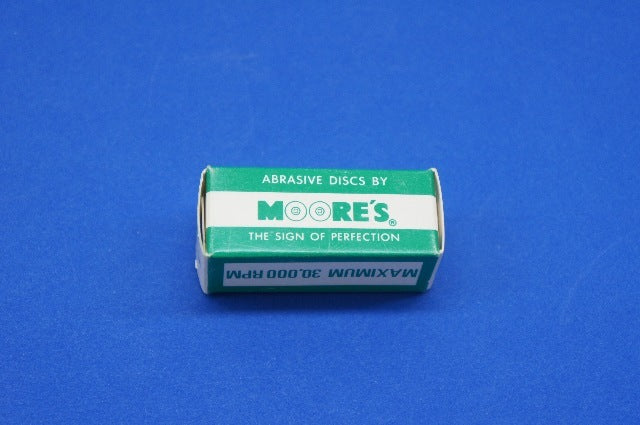 ABRASIVE DISCS BY
MOORE'S®
THE SIGN OF PERFECTION
MAXIMUM 30,000 RPM